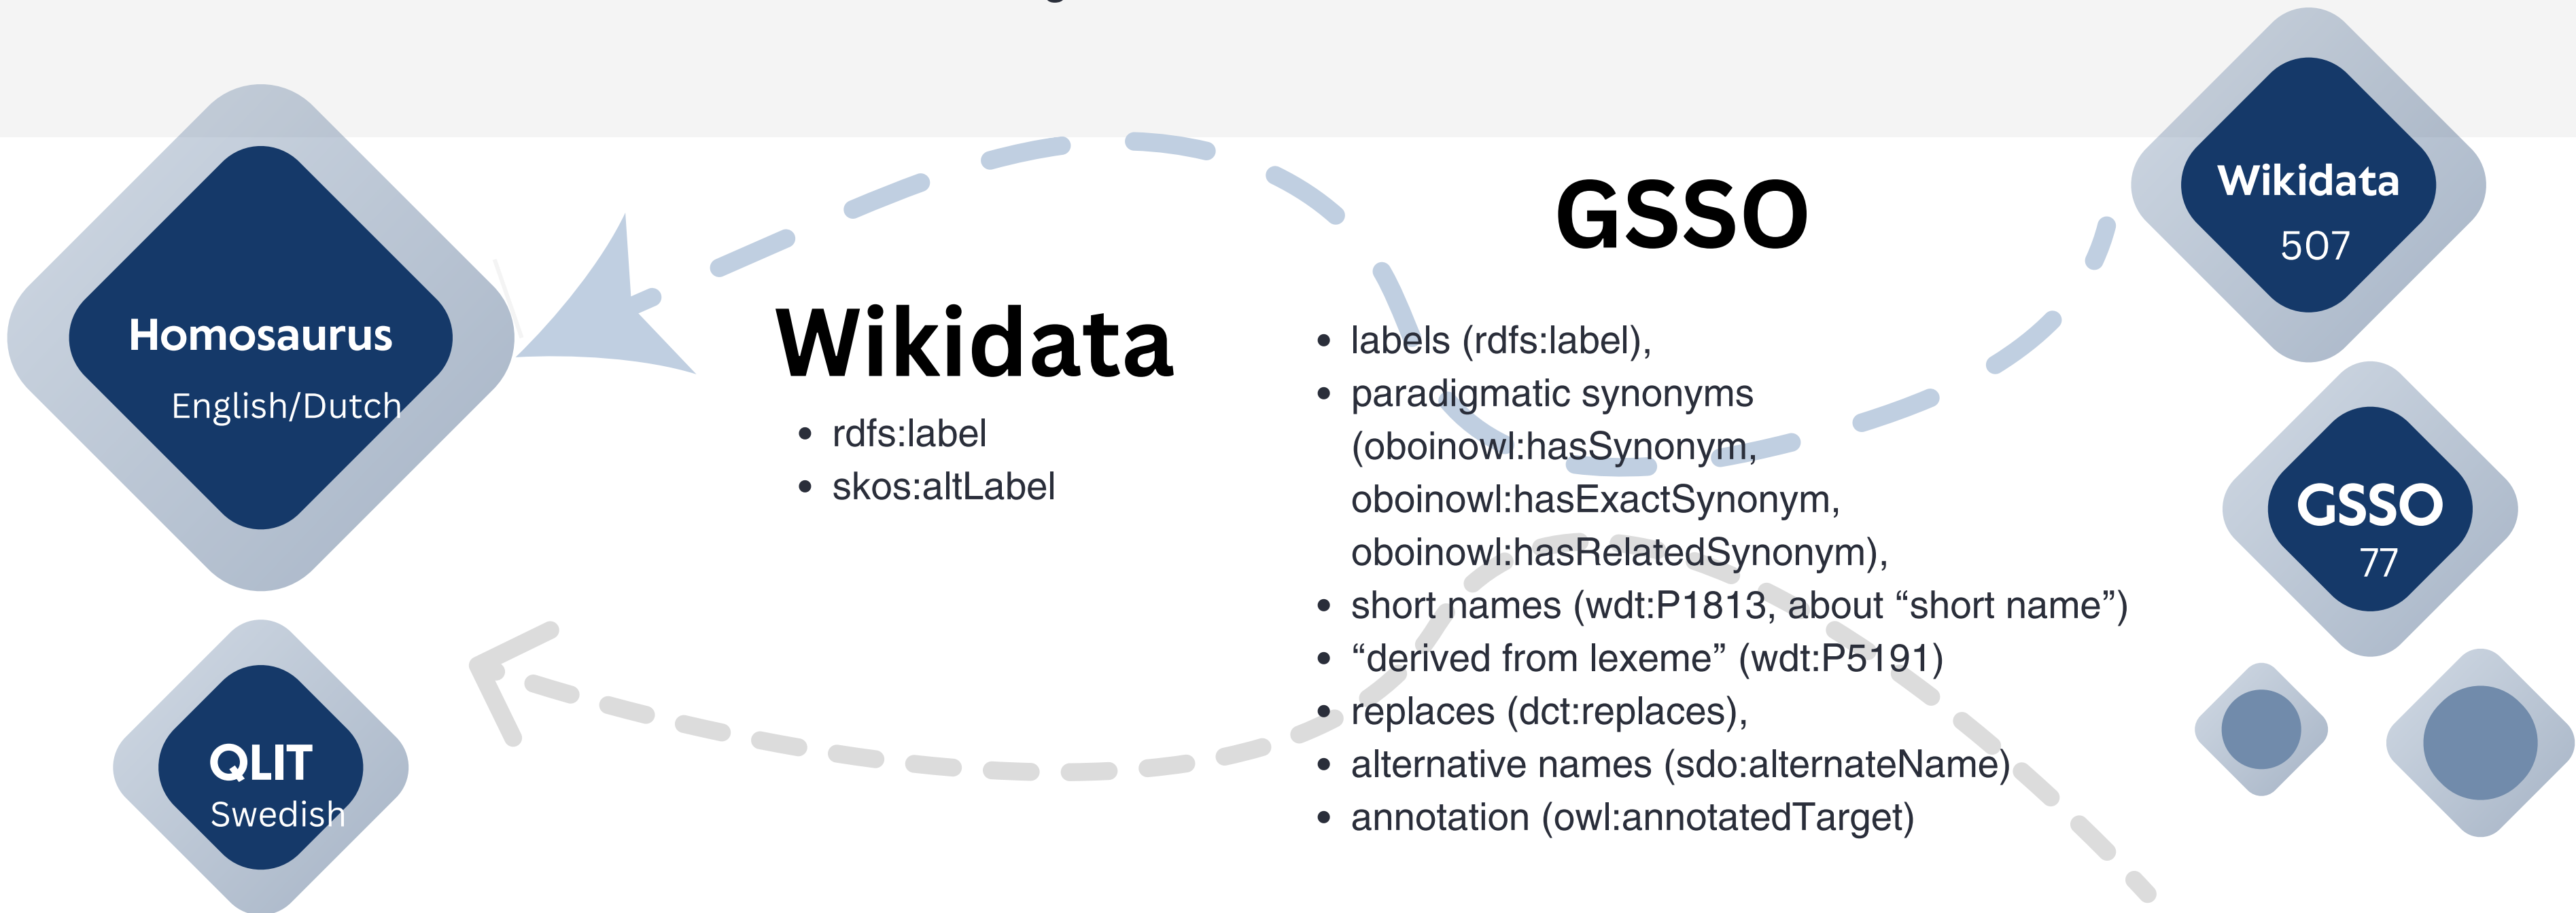 Homosaurus
English/Dutch
QLIT
Swedish
Wikidata
• rdfs:label
• skos:altLabel
GSSO
• labels (rdfs:label),
• paradigmatic synonyms
(oboinowl:hasSynonym,
oboinowl:hasExactSynonym,
oboinowl:hasRelatedSynonym),
• short names (wdt:P1813, about “short name”)
• “derived from lexeme” (wdt:P5191)
• replaces (dct:replaces),
• alternative names (sdo:alternateName)
• annotation (owl:annotatedTarget)
Wikidata
507
GSSO
77